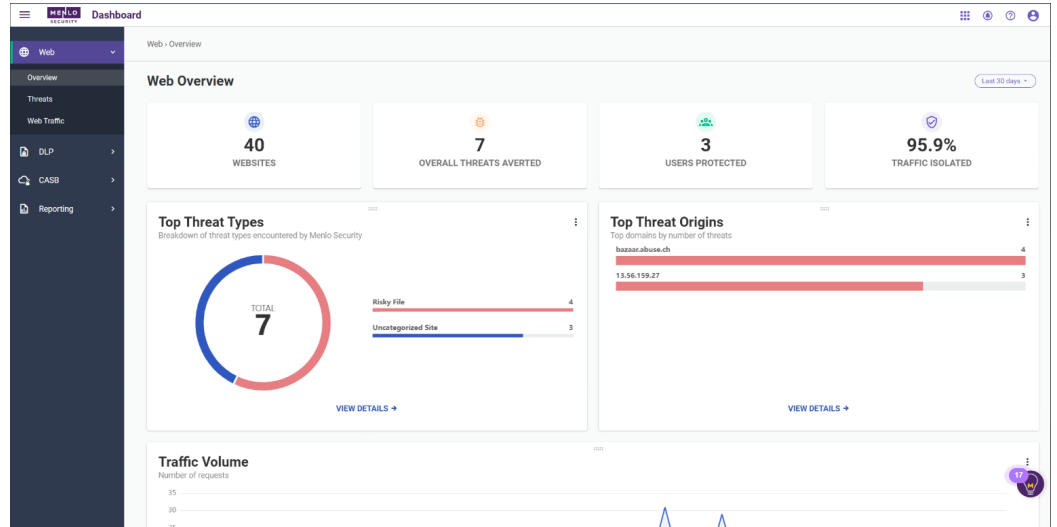 MENLO
SECURITY
Dashboard
Web
Overview
Threats
Web Traffic
DLP
CASB
Reporting
Web › Overview
Web Overview
Last 30 days
40
WEBSITES
7
OVERALL THREATS AVERTED
3
USERS PROTECTED
95.9%
TRAFFIC ISOLATED
Top Threat Types
Breakdown of threat types encountered by Menlo Security
TOTAL
7
Risky File 4
Uncategorized Site 3
VIEW DETAILS →
Top Threat Origins
Top domains by number of threats
bazaar.abuse.ch 4
13.56.159.27 3
VIEW DETAILS →
Traffic Volume
Number of requests
35
30
25
17
M